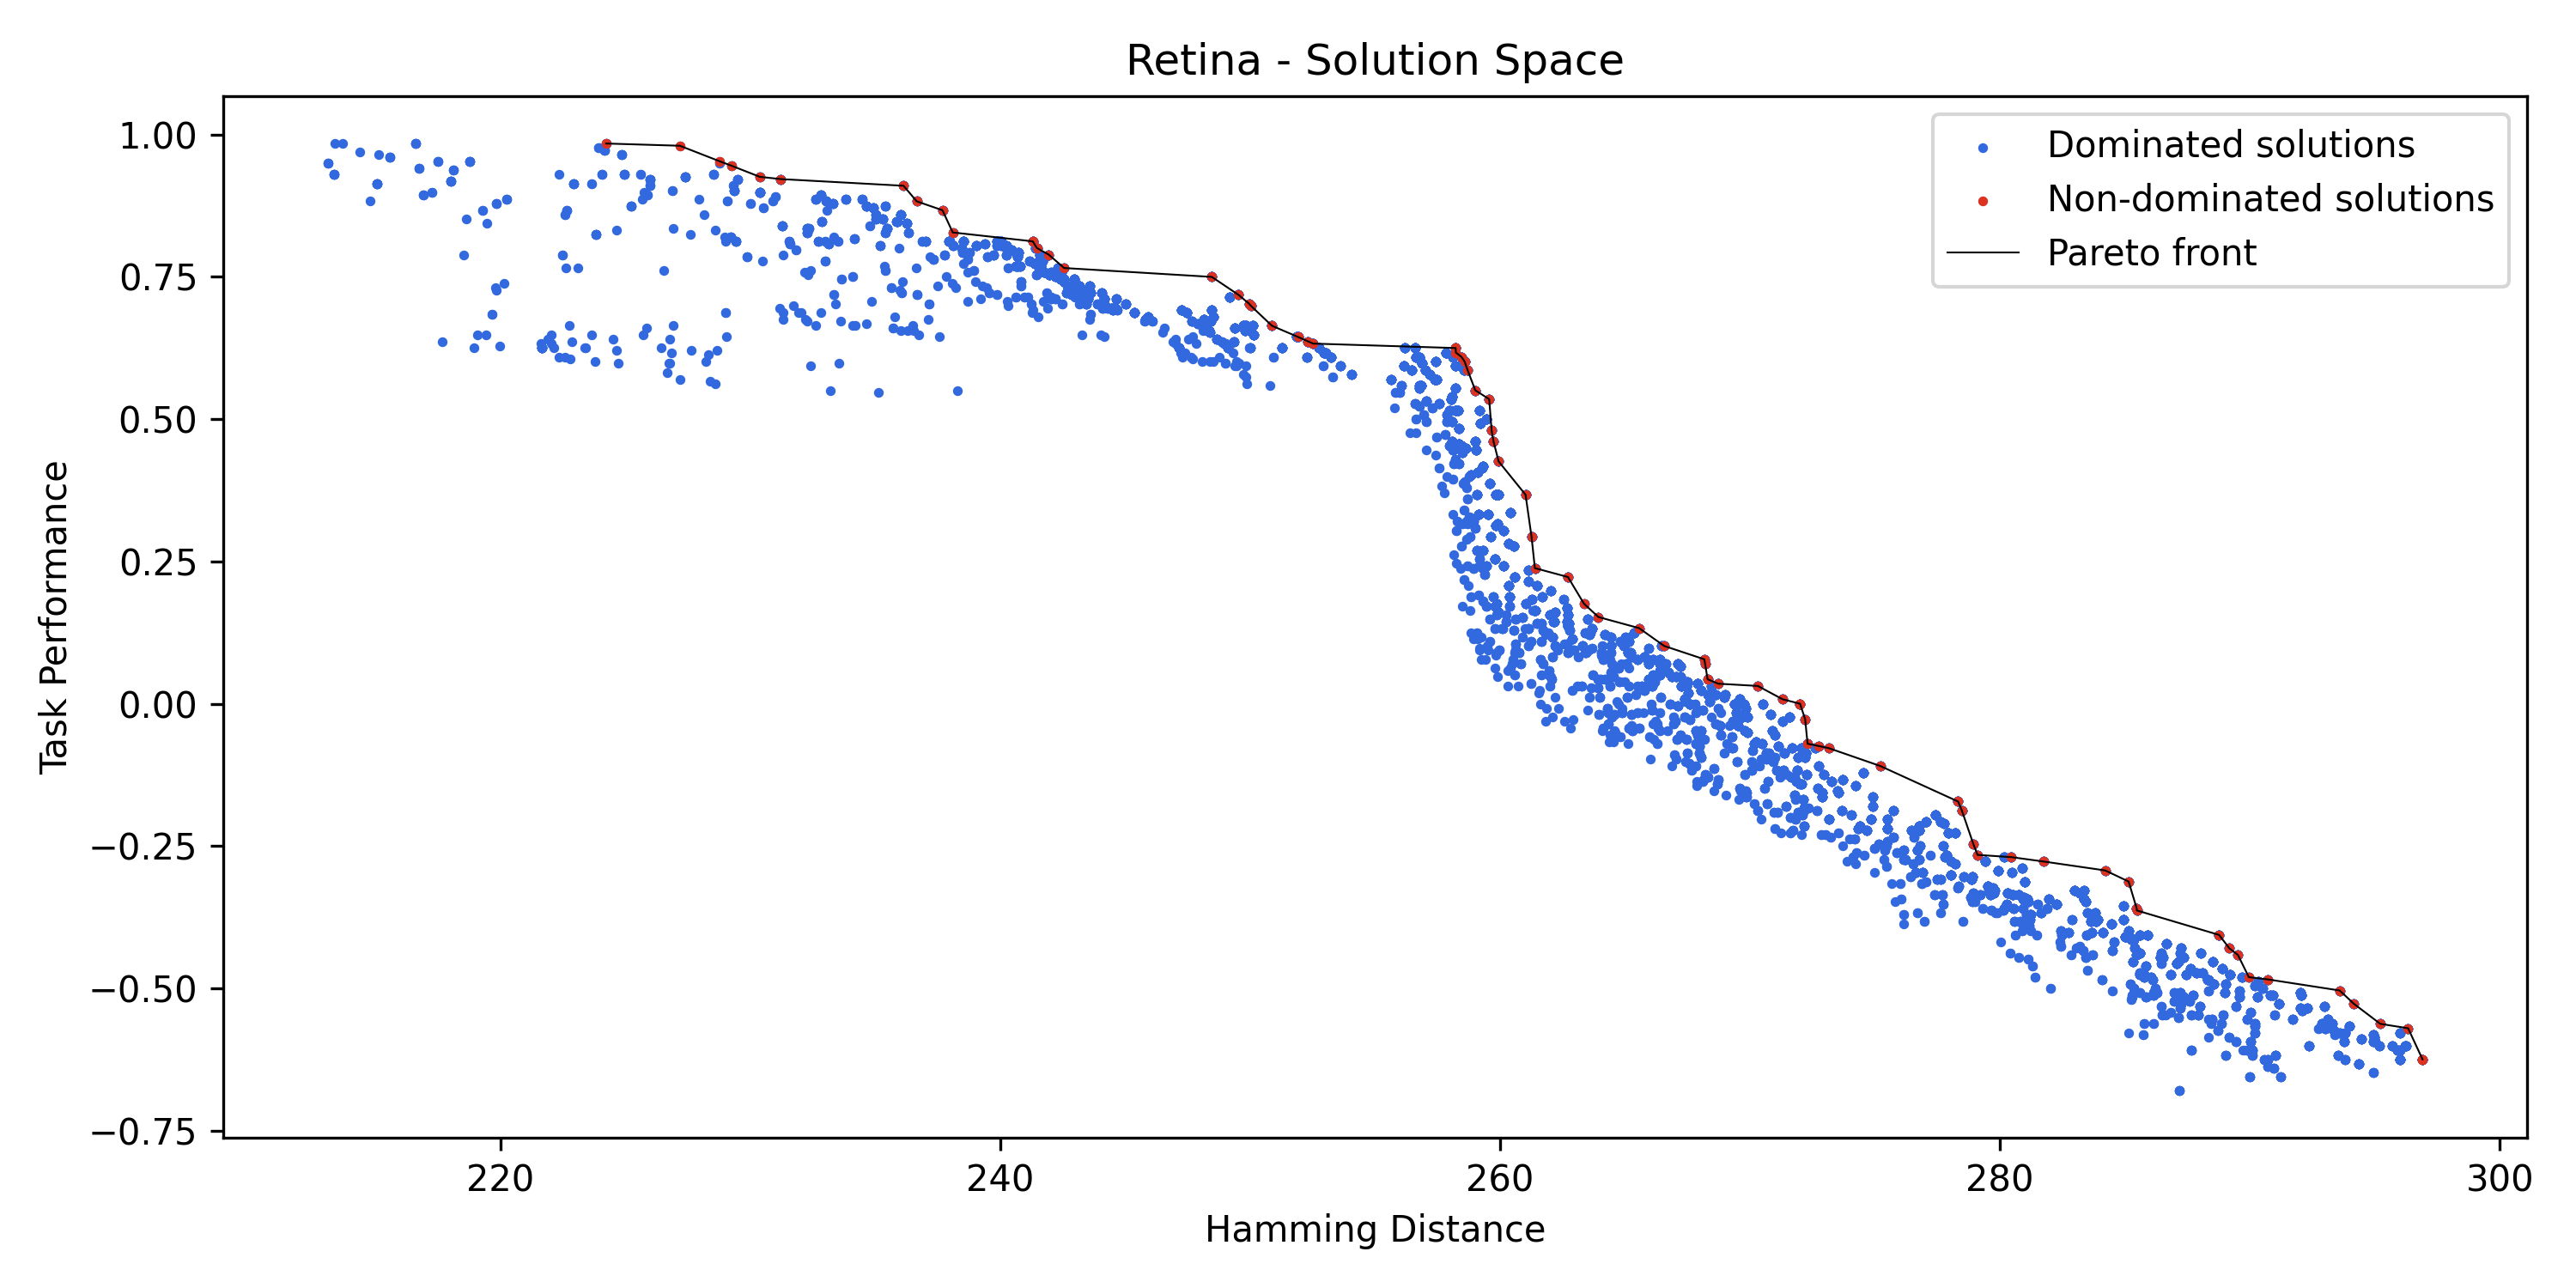 Retina - Solution Space
Dominated solutions
Non-dominated solutions
Pareto front
Task Performance
1.00
0.75
0.50
0.25
0.00
−0.25
−0.50
−0.75
220 240 260 280 300
Hamming Distance